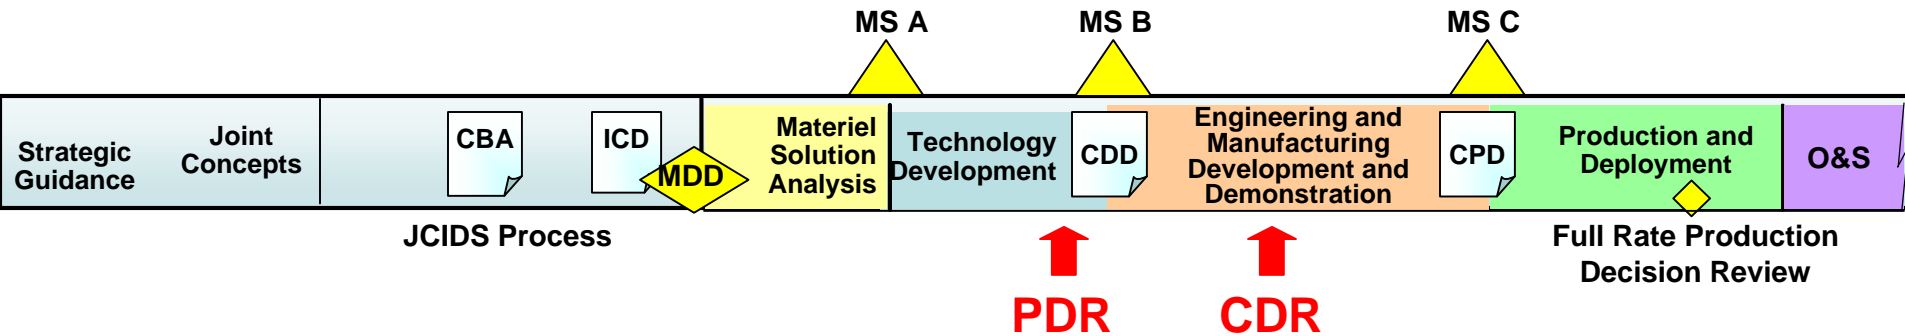 MS A
MS B
MS C
Strategic
Guidance
Joint
Concepts
CBA
ICD
MDD
Materiel
Solution
Analysis
Technology
Development
CDD
Engineering and
Manufacturing
Development and
Demonstration
CPD
Production and
Deployment
O&S
JCIDS Process
Full Rate Production
Decision Review
PDR
CDR